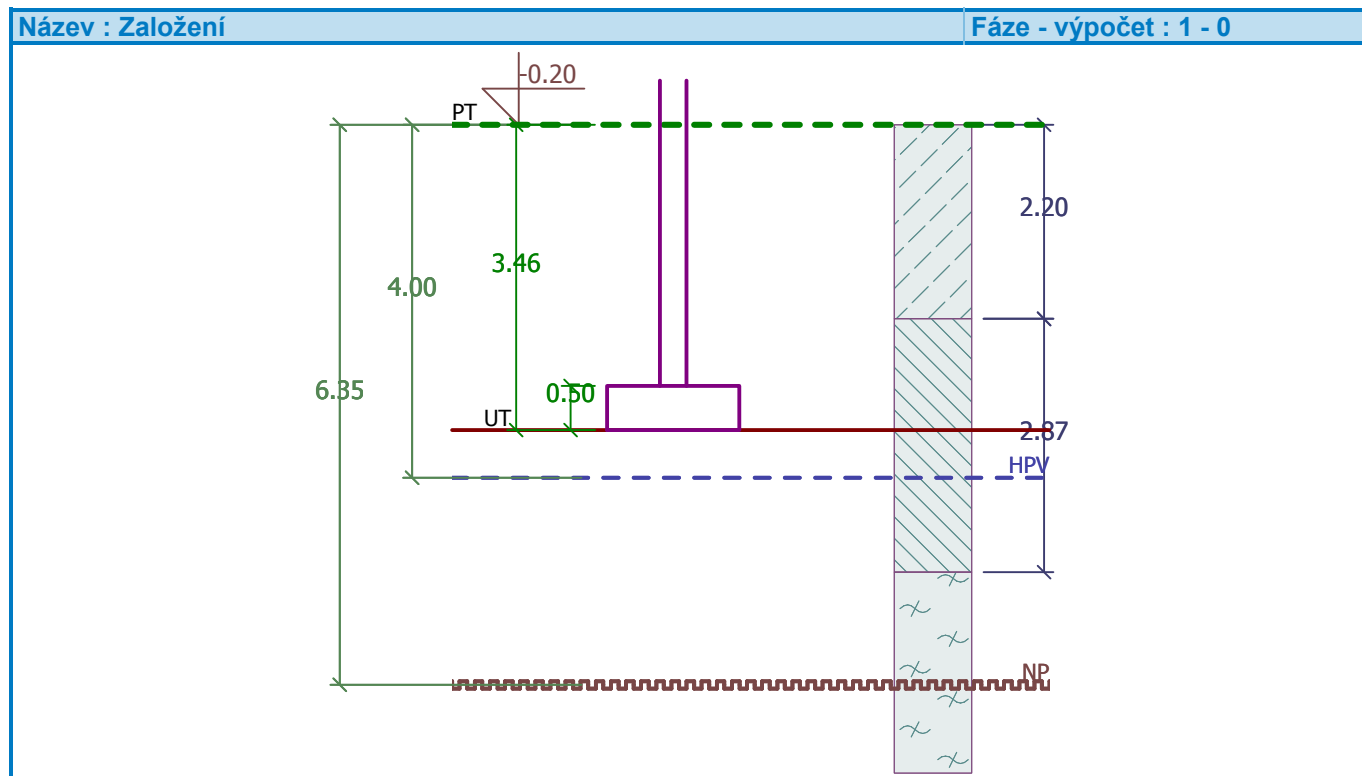 Název : Založení
Fáze - výpočet : 1 - 0
-0.20
PT
2.20
3.46
4.00
6.35
0.50
UT
2.87
HPV
NP